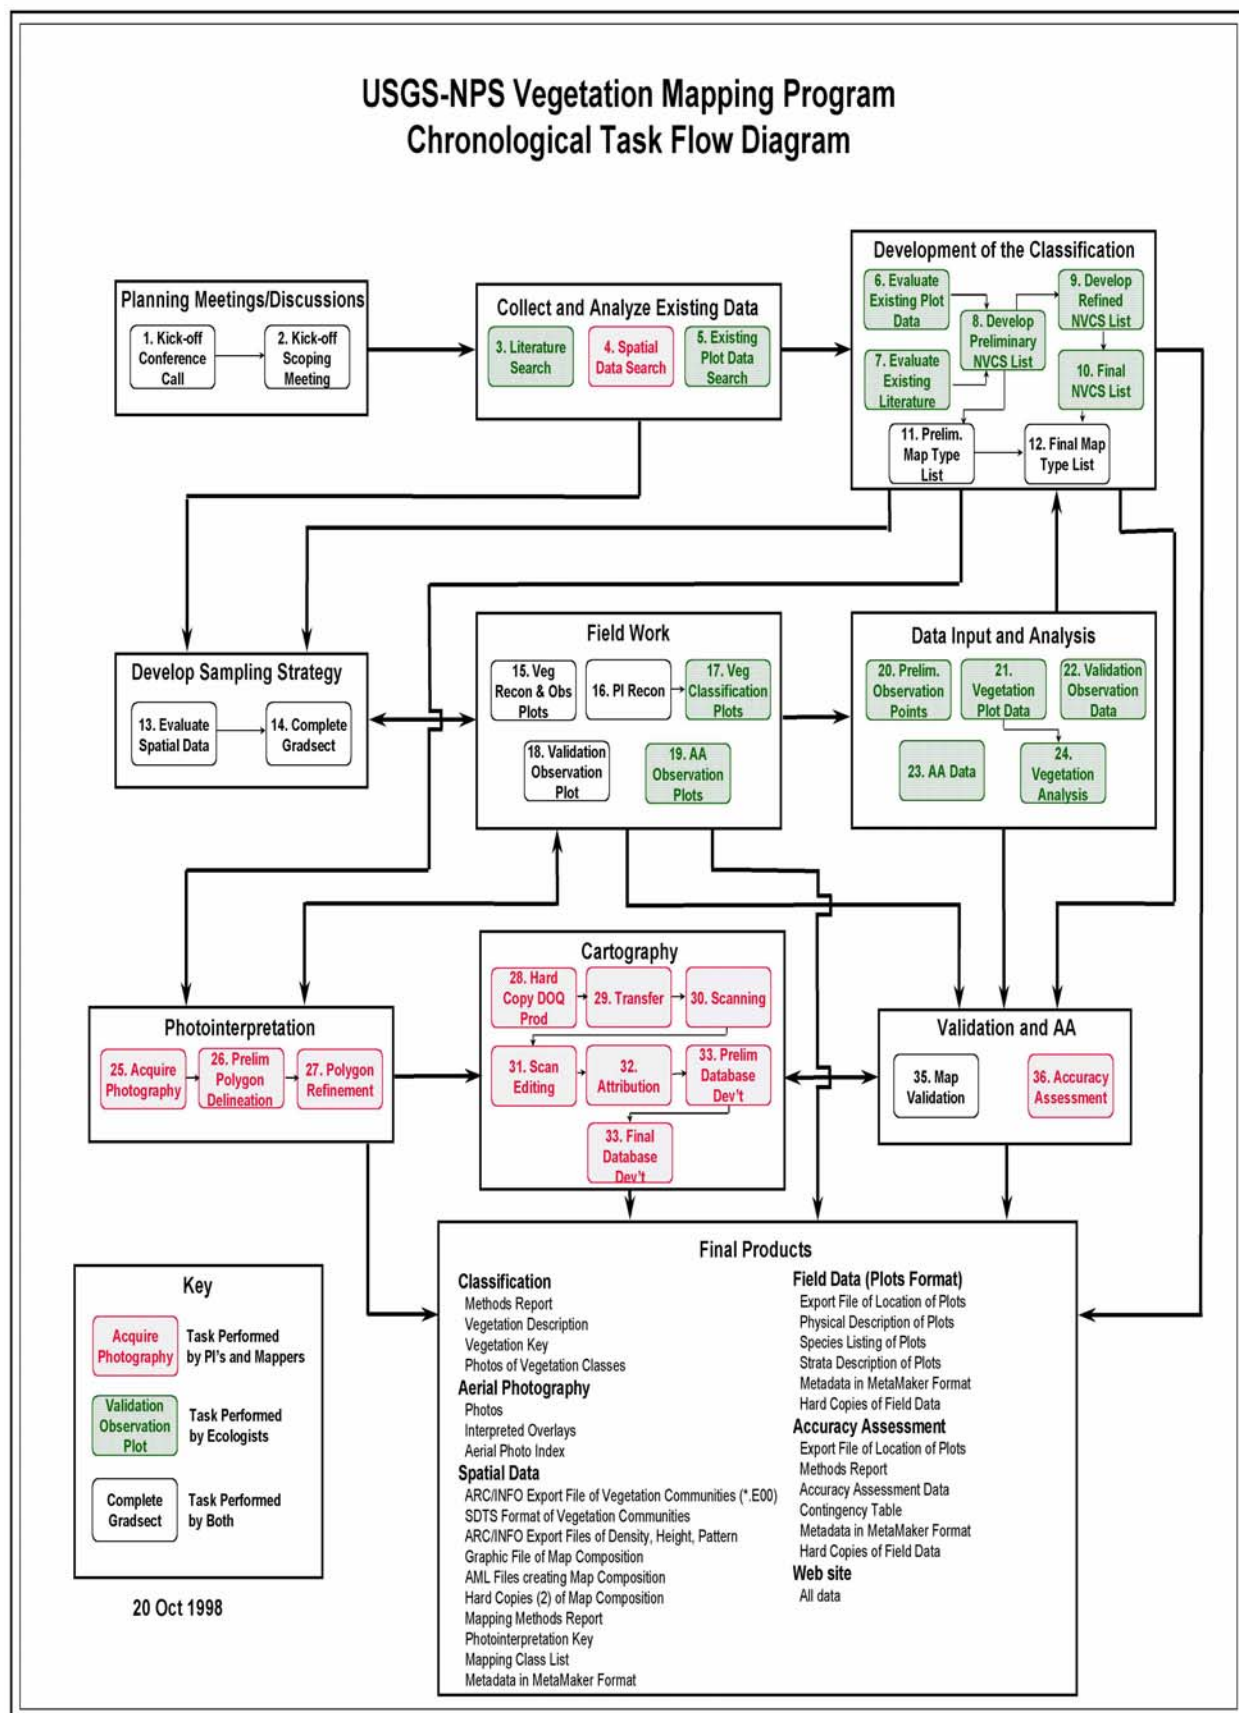 USGS-NPS Vegetation Mapping Program
Chronological Task Flow Diagram
Planning Meetings/Discussions
1. Kick-off
Conference
Call
2. Kick-off
Scoping
Meeting
Collect and Analyze Existing Data
3. Literature
Search
4. Spatial
Data Search
5. Existing
Plot Data
Search
Development of the Classification
6. Evaluate
Existing Plot
Data
7. Evaluate
Existing
Literature
8. Develop
Preliminary
NVCS List
9. Develop
Refined
NVCS List
10. Final
NVCS List
11. Prelim.
Map Type
List
12. Final Map
Type List
Develop Sampling Strategy
13. Evaluate
Spatial Data
14. Complete
Gradsect
Field Work
15. Veg
Recon & Obs
Plots
16. PI Recon
17. Veg
Classification
Plots
18. Validation
Observation
Plot
19. AA
Observation
Plots
Data Input and Analysis
20. Prelim.
Observation
Points
21.
Vegetation
Plot Data
22. Validation
Observation
Data
23. AA Data
24.
Vegetation
Analysis
Photointerpretation
25. Acquire
Photography
26. Prelim
Polygon
Delineation
27. Polygon
Refinement
Cartography
28. Hard
Copy DOQ
Prod
29. Transfer
30. Scanning
31. Scan
Editing
32.
Attribution
33. Prelim
Database
Dev't
33. Final
Database
Dev't
Validation and AA
35. Map
Validation
36. Accuracy
Assessment
Key
Acquire
Photography
Task Performed
by PI's and Mappers
Validation
Observation
Plot
Task Performed
by Ecologists
Complete
Gradsect
Task Performed
by Both
20 Oct 1998
Final Products
Classification
Methods Report
Vegetation Description
Vegetation Key
Photos of Vegetation Classes
Aerial Photography
Photos
Interpreted Overlays
Aerial Photo Index
Spatial Data
ARC/INFO Export File of Vegetation Communities (*.E00)
SDTS Format of Vegetation Communities
ARC/INFO Export Files of Density, Height, Pattern
Graphic File of Map Composition
AML Files creating Map Composition
Hard Copies (2) of Map Composition
Mapping Methods Report
Photointerpretation Key
Mapping Class List
Metadata in MetaMaker Format
Field Data (Plots Format)
Export File of Location of Plots
Physical Description of Plots
Species Listing of Plots
Strata Description of Plots
Metadata in MetaMaker Format
Hard Copies of Field Data
Accuracy Assessment
Export File of Location of Plots
Methods Report
Accuracy Assessment Data
Contingency Table
Metadata in MetaMaker Format
Hard Copies of Field Data
Web site
All data